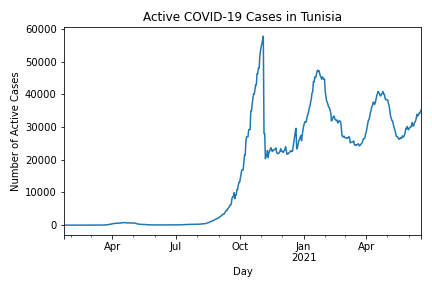 Active COVID-19 Cases in Tunisia
60000
50000
40000
30000
20000
10000
0
Number of Active Cases
Apr Jul Oct Jan Apr
2021
Day